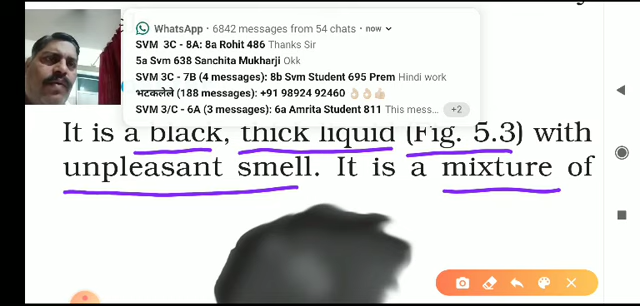 WhatsApp • 6842 messages from 54 chats • now
SVM 3C - 8A: 8a Rohit 486 Thanks Sir
5a Svm 638 Sanchita Mukharji Okk
SVM 3C - 7B (4 messages): 8b Svm Student 695 Prem Hindi work
भटकलेले (188 messages): +91 98924 92460 👌🏻👌🏻👍🏻
SVM 3/C - 6A (3 messages): 6a Amrita Student 811 This mess...
+2
It is a black, thick liquid (Fig. 5.3) with
unpleasant smell. It is a mixture of